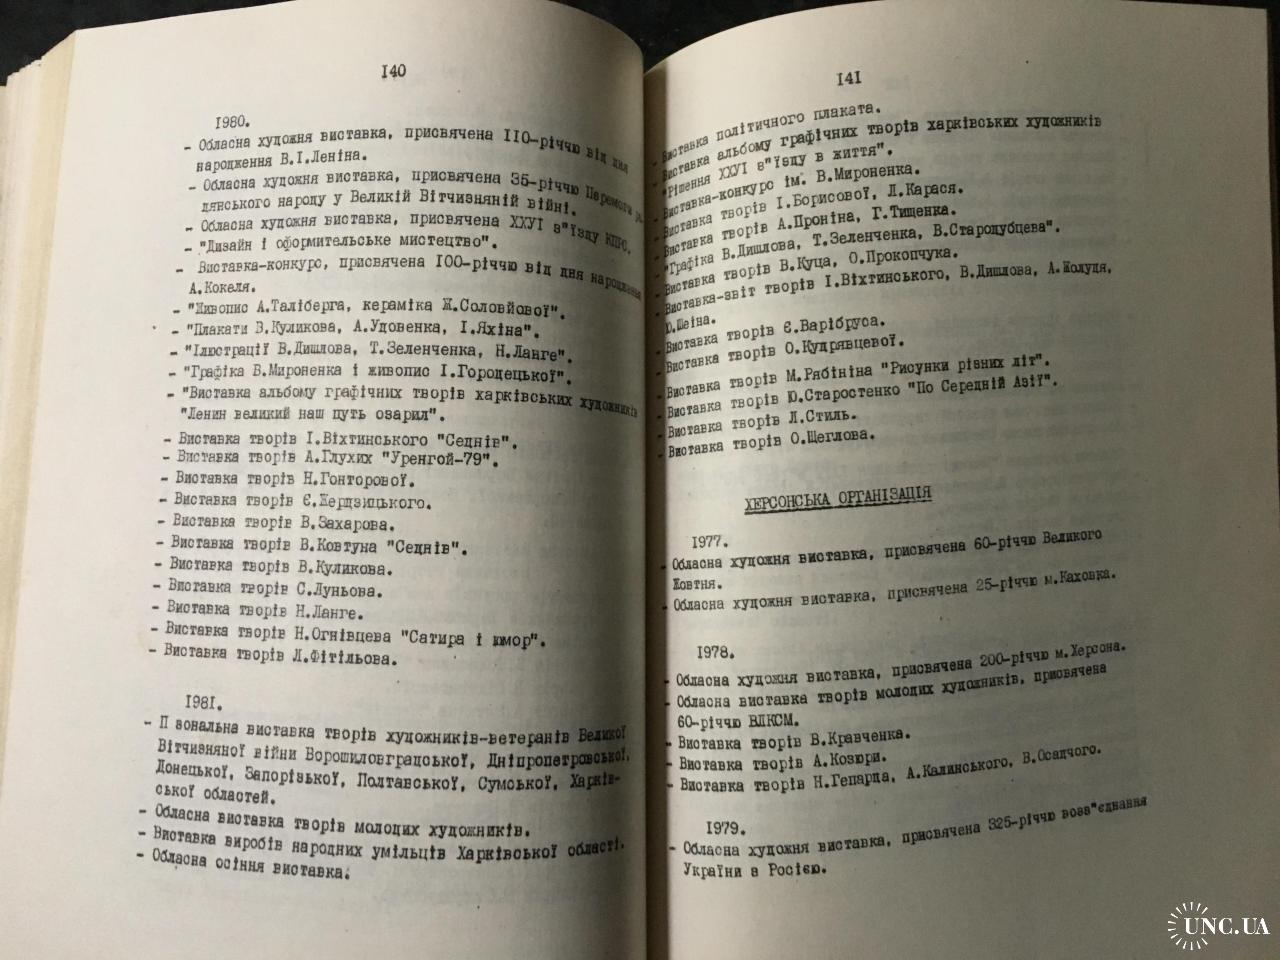 140
1980.
- Обласна художня виставка, присвячена 110-річчю від дня
народження В.І.Леніна.
- Обласна художня виставка, присвячена 35-річчю Перемоги
дянського народу у Великій Вітчизняній війні.
- Обласна художня виставка, присвячена ХХУІ з"їзду КПРС.
- "Дизайн і оформительське мистецтво".
- Виставка-конкурс, присвячена 100-річчю від дня народження
А.Кокеля.
- "Живопис А.Таліберга, кераміка Ж.Соловйової".
- "Плакати В.Куликова, А.Удовенка, І.Яхіна".
- "Ілюстрації В.Дишлова, Т.Зеленченка, Н.Ланге".
- "Графіка В.Мироненка і живопис І.Городецької".
- "Виставка альбому графічних творів харківських художників
"Ленин великий наш путь озарил".
- Виставка творів І.Віхтинського "Седнів".
- Виставка творів А.Глухих "Уренгой-79".
- Виставка творів Н.Гонторової.
- Виставка творів Є.Жердзицького.
- Виставка творів В.Захарова.
- Виставка творів В.Ковтуна "Седнів".
- Виставка творів В.Куликова.
- Виставка творів С.Луньова.
- Виставка творів Н.Ланге.
- Виставка творів Н.Огнівцева "Сатира і юмор".
- Виставка творів Л.Фітільова.
1981.
- П зональна виставка творів художників-ветеранів Великої
Вітчизняної війни Ворошиловградської, Дніпропетровської,
Донецької, Запорізької, Полтавської, Сумської, Харків-
ської областей.
- Обласна виставка творів молодих художників.
- Виставка виробів народних умільців Харківської області.
- Обласна осіння виставка.
141
- Виставка політичного плаката.
- Виставка альбому графічних творів харківських художників
"Рішення ХХУІ з"їзду в життя".
- Виставка-конкурс ім. В.Мироненка.
- Виставка творів І.Борисової, Л.Карася.
- Виставка творів А.Проніна, Г.Тищенка.
- "Графіка В.Дишлова, Т.Зеленченка, В.Стародубцева".
- Виставка творів В.Куца, О.Прокопчука.
- Виставка-звіт творів І.Віхтинського, В.Дишлова, А.Жолудя,
Ю.Шеіна.
- Виставка творів Є.Варібруса.
- Виставка творів О.Кудрявцевої.
- Виставка творів М.Рябініна "Рисунки різних літ".
- Виставка творів Ю.Старостенко "По Середній Азії".
- Виставка творів Л.Стиль.
- Виставка творів О.Щеглова.
ХЕРСОНСЬКА ОРГАНІЗАЦІЯ
1977.
- Обласна художня виставка, присвячена 60-річчю Великого
Жовтня.
- Обласна художня виставка, присвячена 25-річчю м.Каховка.
1978.
- Обласна художня виставка, присвячена 200-річчю м.Херсона.
- Обласна виставка творів молодих художників, присвячена
60-річчю ВЛКСМ.
- Виставка творів В.Кравченка.
- Виставка творів А.Козюри.
- Виставка творів Н.Гепарда, А.Калинського, В.Осадчого.
1979.
- Обласна художня виставка, присвячена 325-річчю возз"єднання
України з Росією.
UNC.UA